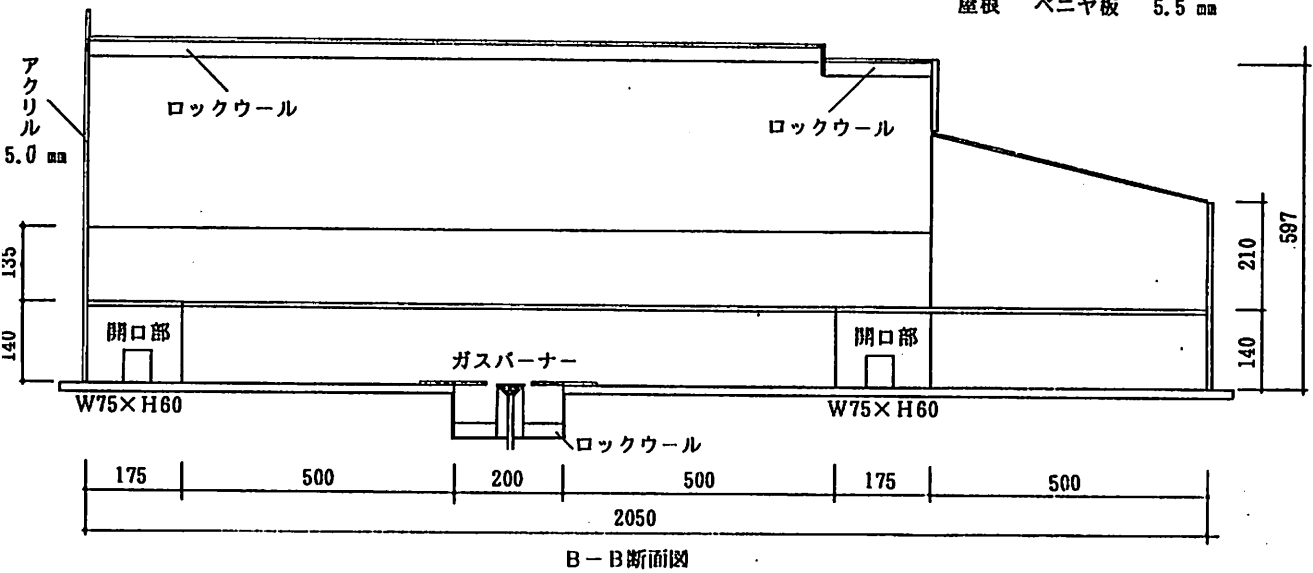 屋根 ベニヤ板 5.5 mm
アクリル
5.0 mm
ロックウール
ロックウール
597
135
210
140
開口部
開口部
140
ガスバーナー
W75×H60
W75×H60
ロックウール
175
500
200
500
175
500
2050
B－B断面図